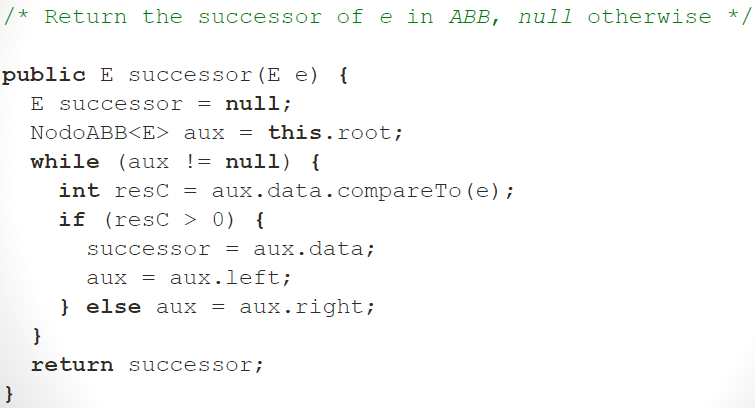 /* Return the successor of e in ABB, null otherwise */
public E successor(E e) {
E successor = null;
NodoABB<E> aux = this.root;
while (aux != null) {
int resC = aux.data.compareTo(e);
if (resC > 0) {
successor = aux.data;
aux = aux.left;
} else aux = aux.right;
}
return successor;
}